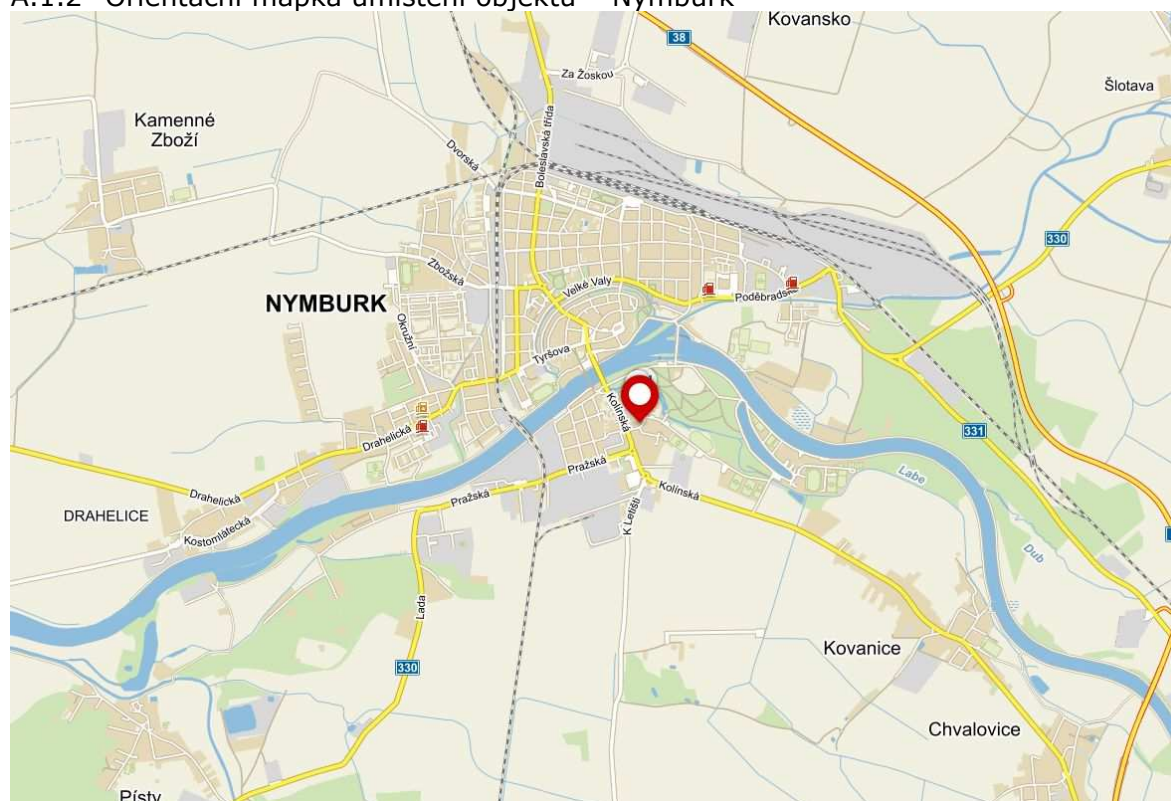 A.1.2 Orientační mapka umístění objektu – Nymburk
Kovansko
38
Za Žoskou
Šlotava
Kamenné
Zboží
Boleslavská třída
Dvorská
330
Zbožská
Velké Valy
Poděbradská
NYMBURK
Okružní
Tyršova
Kolínská
331
Drahelická
Labe
Pražská
Drahelická
Pražská
Kolínská
DRAHELICE
K Letišti
Kostomlátecká
Dub
Lada
Kovanice
330
Chvalovice
Písty